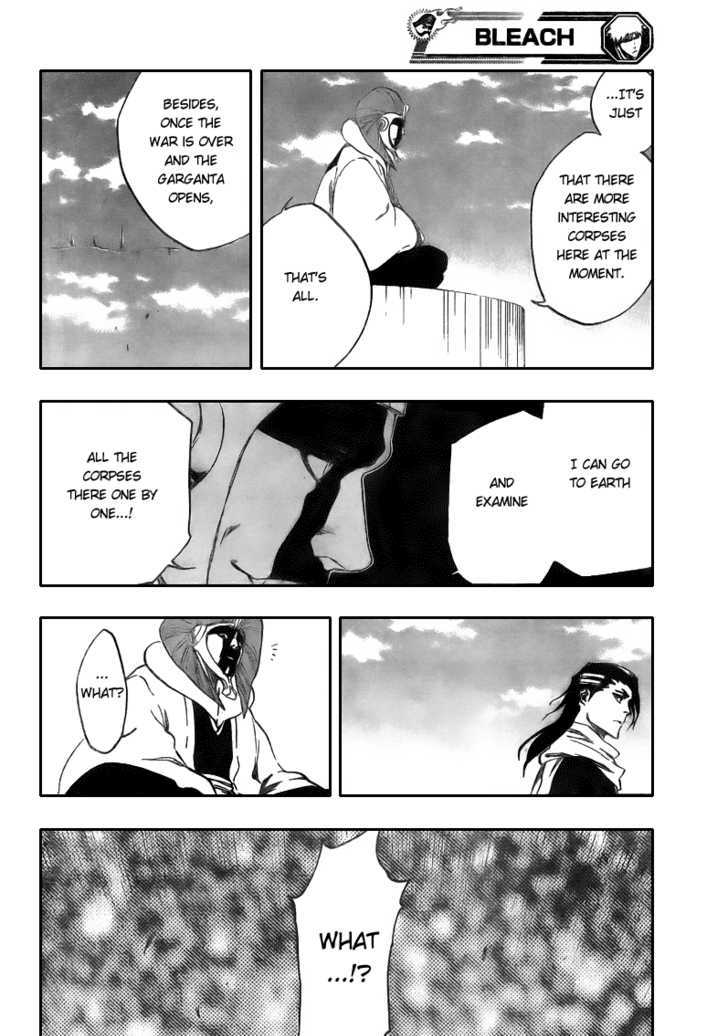 BLEACH
...IT'S
JUST
THAT THERE
ARE MORE
INTERESTING
CORPSES
HERE AT THE
MOMENT.
THAT'S
ALL.
BESIDES,
ONCE THE
WAR IS OVER
AND THE
GARGANTA
OPENS,
I CAN GO
TO EARTH
AND
EXAMINE
ALL THE
CORPSES
THERE ONE BY
ONE...!
...
WHAT?
WHAT
...!?